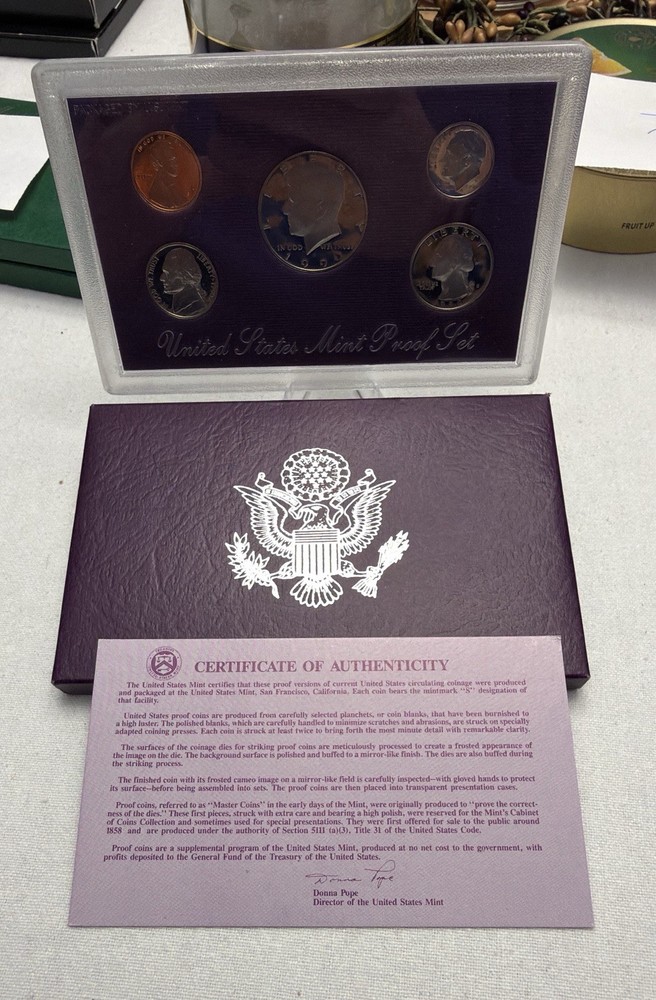 PACKAGED BY U.S. MINT
LIBERTY
IN GOD
1990
LIBERTY
United States Mint Proof Set
FRUIT UP
CERTIFICATE OF AUTHENTICITY
The United States Mint certifies that these proof versions of current United States circulating coinage were produced
and packaged at the United States Mint, San Francisco, California. Each coin bears the mintmark "S" designation of
that facility.
United States proof coins are produced from carefully selected planchets, or coin blanks, that have been burnished to
a high luster. The polished blanks, which are carefully handled to minimize scratches and abrasions, are struck on specially
adapted coining presses. Each coin is struck at least twice to bring forth the most minute detail with remarkable clarity.
The surfaces of the coinage dies for striking proof coins are meticulously processed to create a frosted appearance of
the image on the die. The background surface is polished and buffed to a mirror-like finish. The dies are also buffed during
the striking process.
The finished coin with its frosted cameo image on a mirror-like field is carefully inspected—with gloved hands to protect
its surface—before being assembled into sets. The proof coins are then placed into transparent presentation cases.
Proof coins, referred to as "Master Coins" in the early days of the Mint, were originally produced to "prove the correct-
ness of the dies." These first pieces, struck with extra care and bearing a high polish, were reserved for the Mint's Cabinet
of Coins Collection and sometimes used for special presentations. They were first offered for sale to the public around
1858 and are produced under the authority of Section 5111 (a)(3), Title 31 of the United States Code.
Proof coins are a supplemental program of the United States Mint, produced at no net cost to the government, with
profits deposited to the General Fund of the Treasury of the United States.
Donna Pope
Donna Pope
Director of the United States Mint